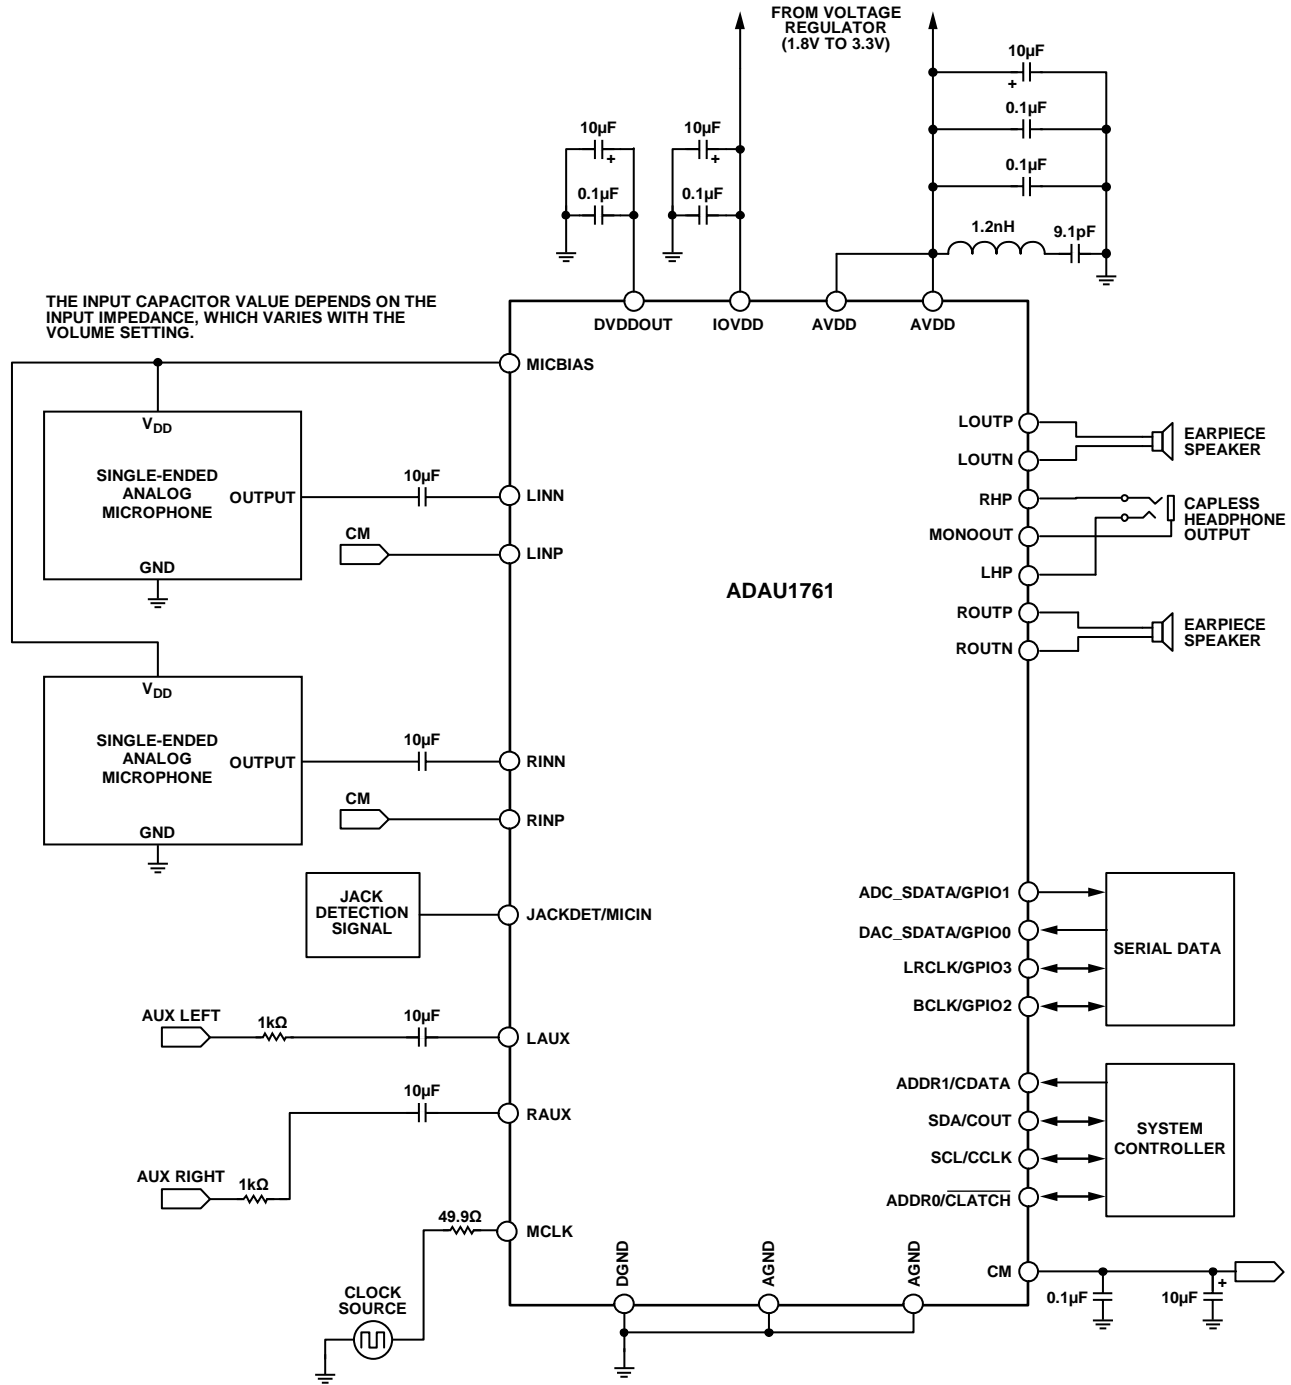 FROM VOLTAGE
REGULATOR
(1.8V TO 3.3V)
10µF
+
0.1µF
0.1µF
1.2nH
9.1pF
10µF
+
0.1µF
10µF
+
0.1µF
THE INPUT CAPACITOR VALUE DEPENDS ON THE
INPUT IMPEDANCE, WHICH VARIES WITH THE
VOLUME SETTING.
DVDDOUT
IOVDD
AVDD
AVDD
MICBIAS
VDD
SINGLE-ENDED
ANALOG
MICROPHONE
OUTPUT
GND
10µF
LINN
CM
LINP
VDD
SINGLE-ENDED
ANALOG
MICROPHONE
OUTPUT
GND
10µF
RINN
CM
RINP
JACK
DETECTION
SIGNAL
JACKDET/MICIN
AUX LEFT
1kΩ
10µF
LAUX
AUX RIGHT
1kΩ
10µF
RAUX
49.9Ω
MCLK
CLOCK
SOURCE
ADAU1761
LOUTP
LOUTN
EARPIECE
SPEAKER
RHP
MONOOUT
LHP
CAPLESS
HEADPHONE
OUTPUT
ROUTP
ROUTN
EARPIECE
SPEAKER
ADC_SDATA/GPIO1
DAC_SDATA/GPIO0
LRCLK/GPIO3
BCLK/GPIO2
SERIAL DATA
ADDR1/CDATA
SDA/COUT
SCL/CCLK
ADDR0/CLATCH
SYSTEM
CONTROLLER
DGND
AGND
AGND
CM
0.1µF
10µF
+